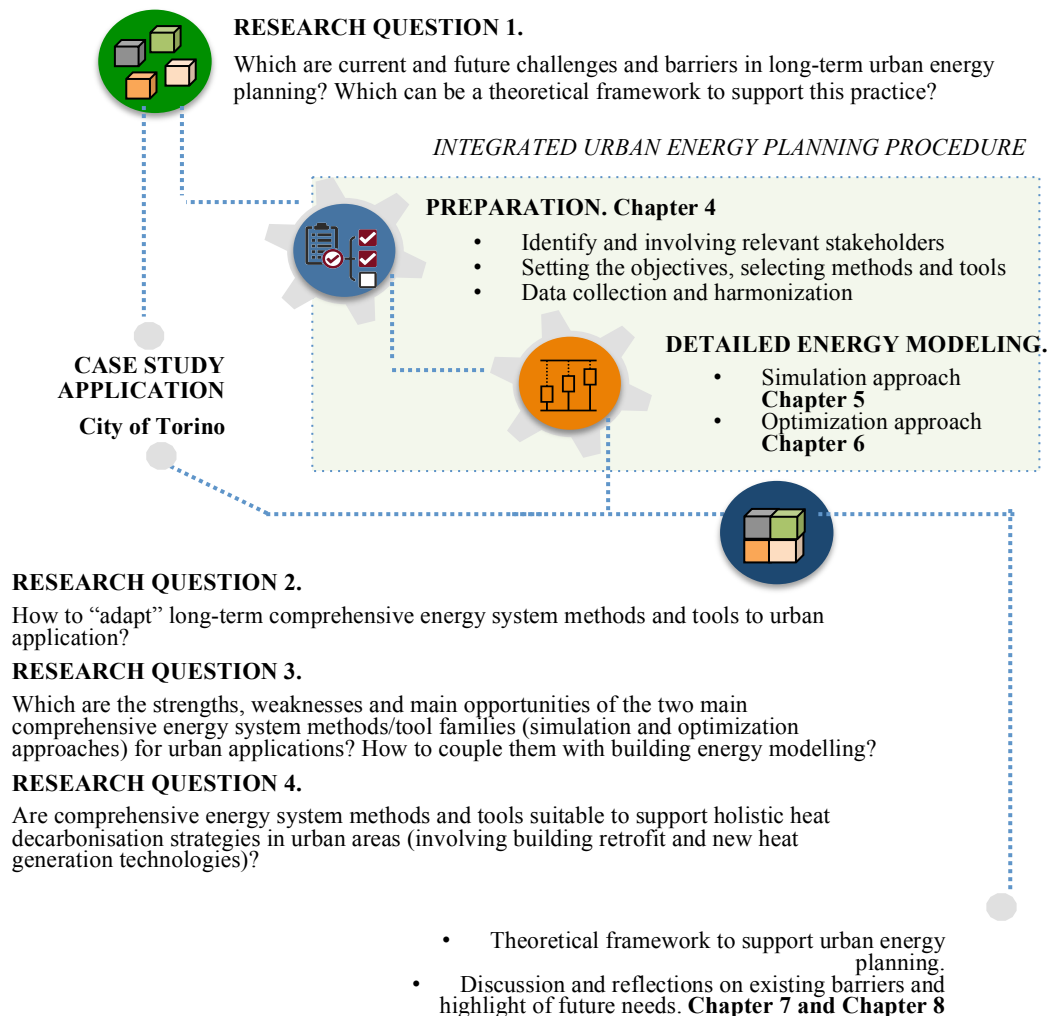 RESEARCH QUESTION 1.
Which are current and future challenges and barriers in long-term urban energy
planning? Which can be a theoretical framework to support this practice?
INTEGRATED URBAN ENERGY PLANNING PROCEDURE
PREPARATION. Chapter 4
• Identify and involving relevant stakeholders
• Setting the objectives, selecting methods and tools
• Data collection and harmonization
DETAILED ENERGY MODELING.
• Simulation approach
Chapter 5
• Optimization approach
Chapter 6
CASE STUDY
APPLICATION
City of Torino
RESEARCH QUESTION 2.
How to “adapt” long-term comprehensive energy system methods and tools to urban
application?
RESEARCH QUESTION 3.
Which are the strengths, weaknesses and main opportunities of the two main
comprehensive energy system methods/tool families (simulation and optimization
approaches) for urban applications? How to couple them with building energy modelling?
RESEARCH QUESTION 4.
Are comprehensive energy system methods and tools suitable to support holistic heat
decarbonisation strategies in urban areas (involving building retrofit and new heat
generation technologies)?
• Theoretical framework to support urban energy
planning.
• Discussion and reflections on existing barriers and
highlight of future needs. Chapter 7 and Chapter 8